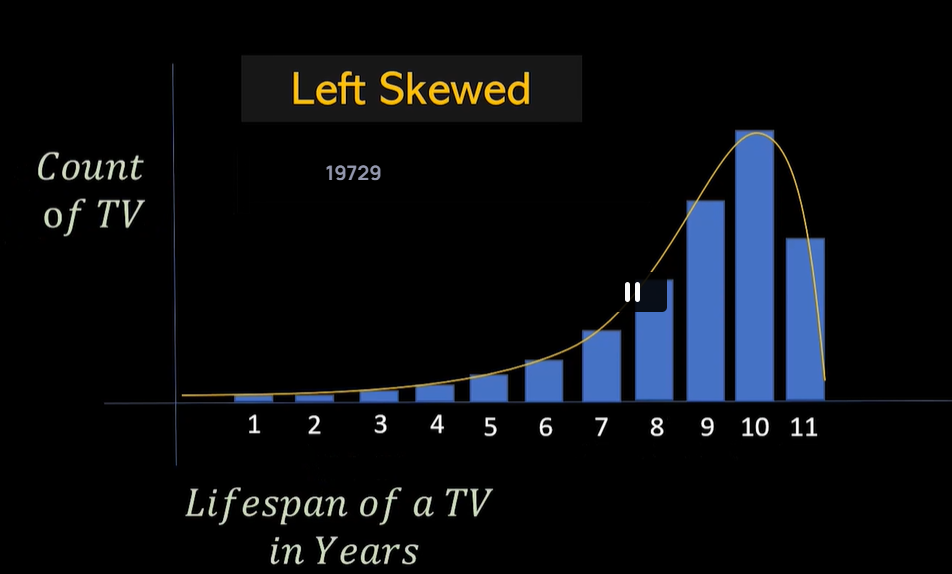 Left Skewed
Count
of TV
19729
1 2 3 4 5 6 7 8 9 10 11
Lifespan of a TV
in Years